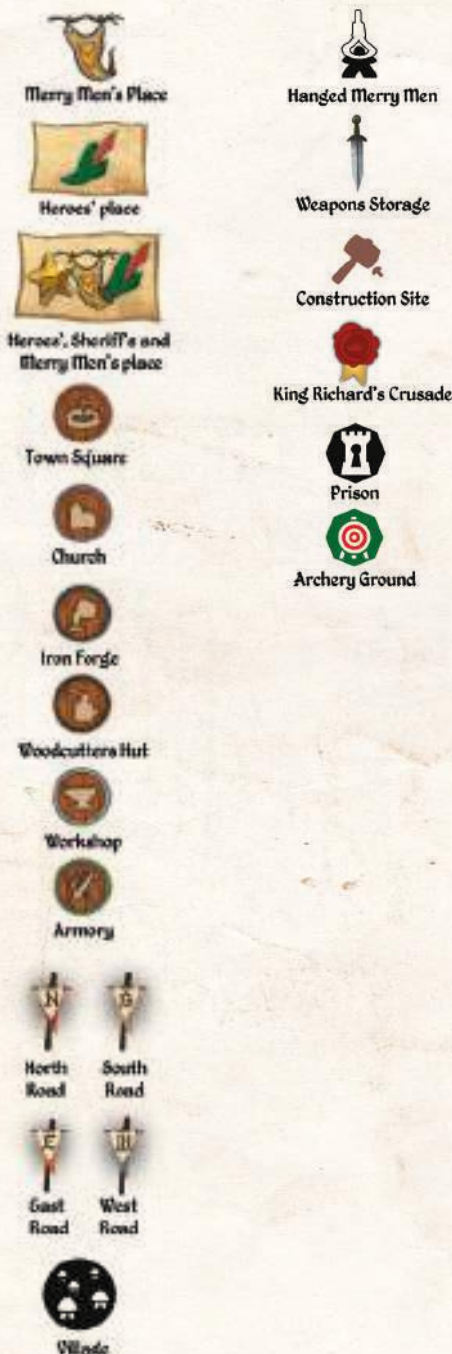 Merry Men's Place
Heroes' place
Heroes', Sheriff's and
Merry Men's place
Town Square
Church
Iron Forge
Woodcutters Hut
Workshop
Armory
N
North
Road
South
Road
E
East
Road
West
Road
Hanged Merry Men
Weapons Storage
Construction Site
King Richard's Crusade
Prison
Archery Ground